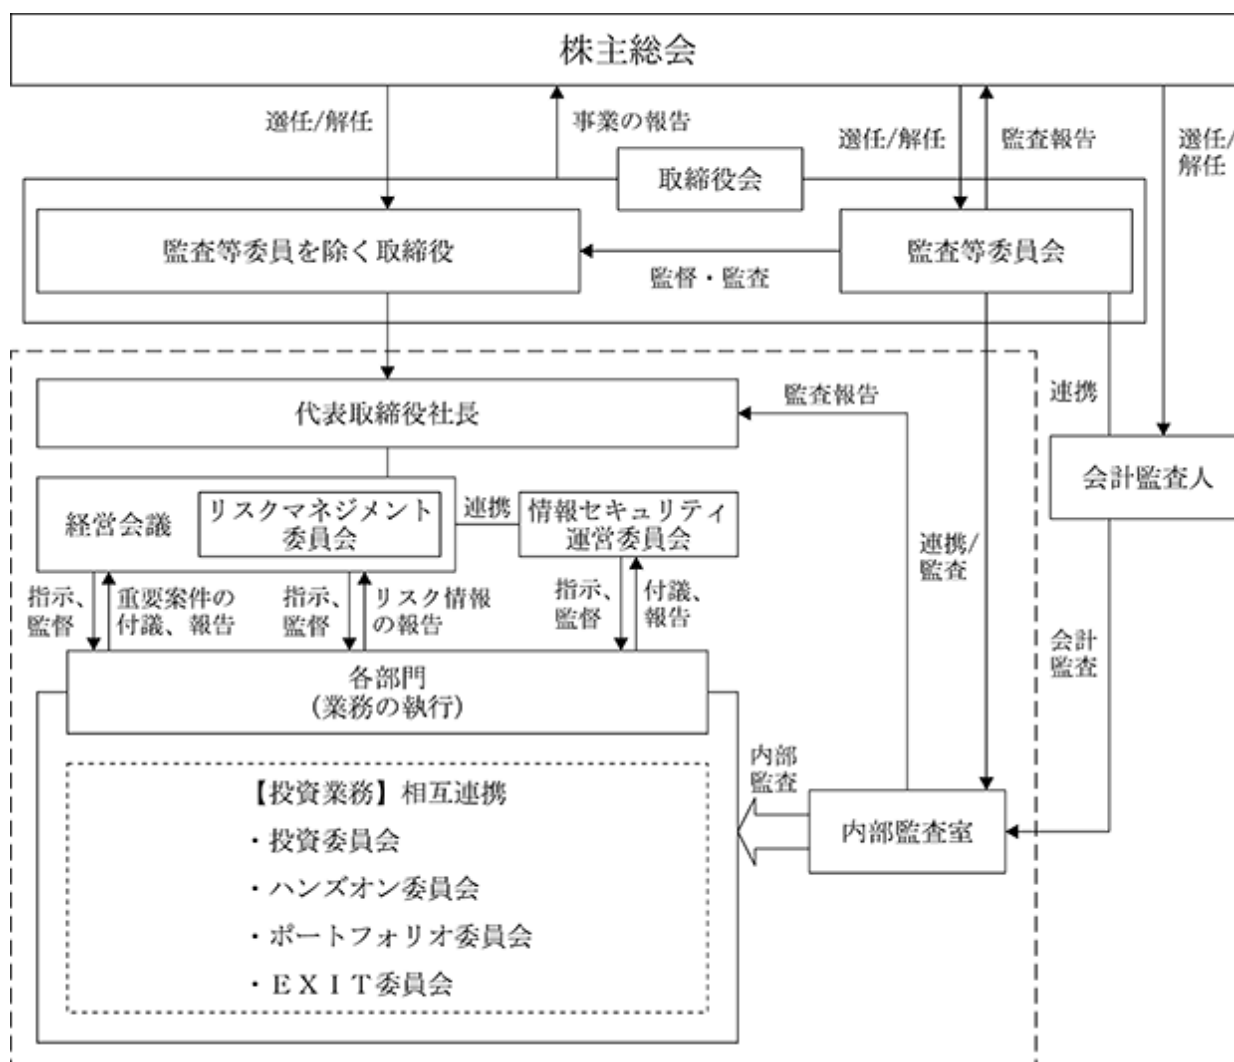 株主総会
選任/解任
事業の報告
選任/解任
監査報告
選任/
解任
取締役会
監査等委員を除く取締役
監督・監査
監査等委員会
代表取締役社長
監査報告
連携
会計監査人
経営会議
リスクマネジメント
委員会
連携
情報セキュリティ
運営委員会
連携/
監査
指示、
監督
重要案件の
付議、報告
指示、
監督
リスク情報
の報告
指示、
監督
付議、
報告
会計
監査
各部門
(業務の執行)
内部
監査
内部監査室
【投資業務】相互連携
・投資委員会
・ハンズオン委員会
・ポートフォリオ委員会
・ＥＸＩＴ委員会